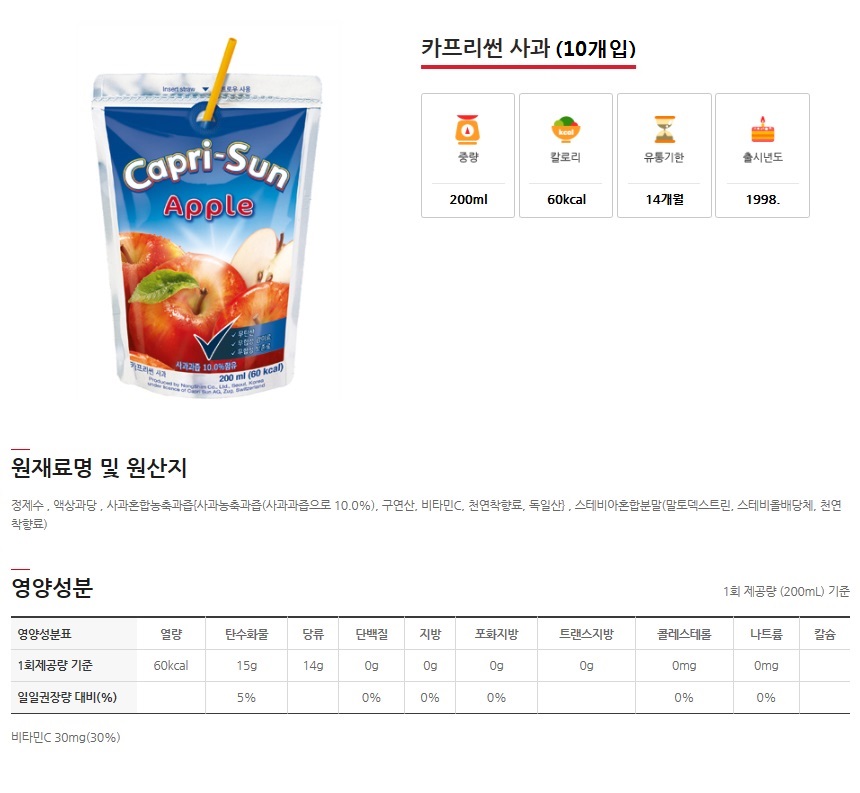 카프리썬 사과 (10개입)
Insert straw ▼ 스트로우 사용
Capri-Sun
Apple
✓ 무탄산
✓ 무합성
✓ 무합성
사과과즙 10.0%함유
카프리썬 사과
200 ml (60 kcal)
Produced by NongShim Co., Ltd., Seoul, Korea
under licence of Capri Sun AG, Zug, Switzerland
중량
칼로리
유통기한
출시년도
kcal
200ml
60kcal
14개월
1998.
원재료명 및 원산지
정제수 , 액상과당 , 사과혼합농축과즙{사과농축과즙(사과과즙으로 10.0%), 구연산, 비타민C, 천연착향료, 독일산} , 스테비아혼합분말(말토덱스트린, 스테비올배당체, 천연
착향료)
영양성분
1회 제공량 (200mL) 기준
영양성분표 열량 탄수화물 당류 단백질 지방 포화지방 트랜스지방 콜레스테롤 나트륨 칼슘
1회제공량 기준 60kcal 15g 14g 0g 0g 0g 0g 0mg 0mg
일일권장량 대비(%) 5% 0% 0% 0% 0% 0%
비타민C 30mg(30%)